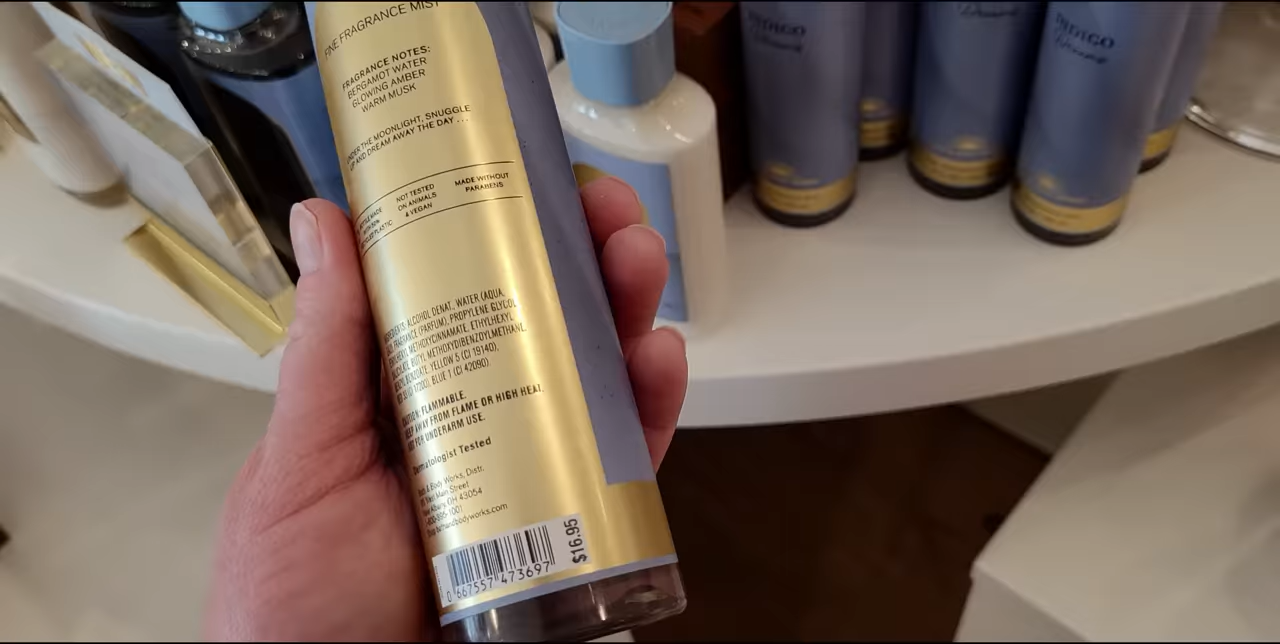 FINE FRAGRANCE MIST
FRAGRANCE NOTES:
BERGAMOT WATER
GLOWING AMBER
WARM MUSK
UNDER THE MOONLIGHT, SNUGGLE
UP AND DREAM AWAY THE DAY . . .
NOT TESTED
ON ANIMALS
& VEGAN
MADE WITHOUT
PARABENS
ALCOHOL DENAT., WATER (AQUA,
FRAGRANCE (PARFUM), PROPYLENE GLYCOL,
METHOXYCINNAMATE, ETHYLHEXYL
BUTYL METHOXYDIBENZOYLMETHANE,
YELLOW 5 (CI 19140),
BLUE 1 (CI 42090).
CAUTION: FLAMMABLE.
KEEP AWAY FROM FLAME OR HIGH HEAT.
NOT FOR UNDERARM USE.
Dermatologist Tested
& Body Works, Distr.
Main Street
Albany, OH 43054
bathandbodyworks.com
0 667557 473697
$16.95
INDIGO
INDIGO